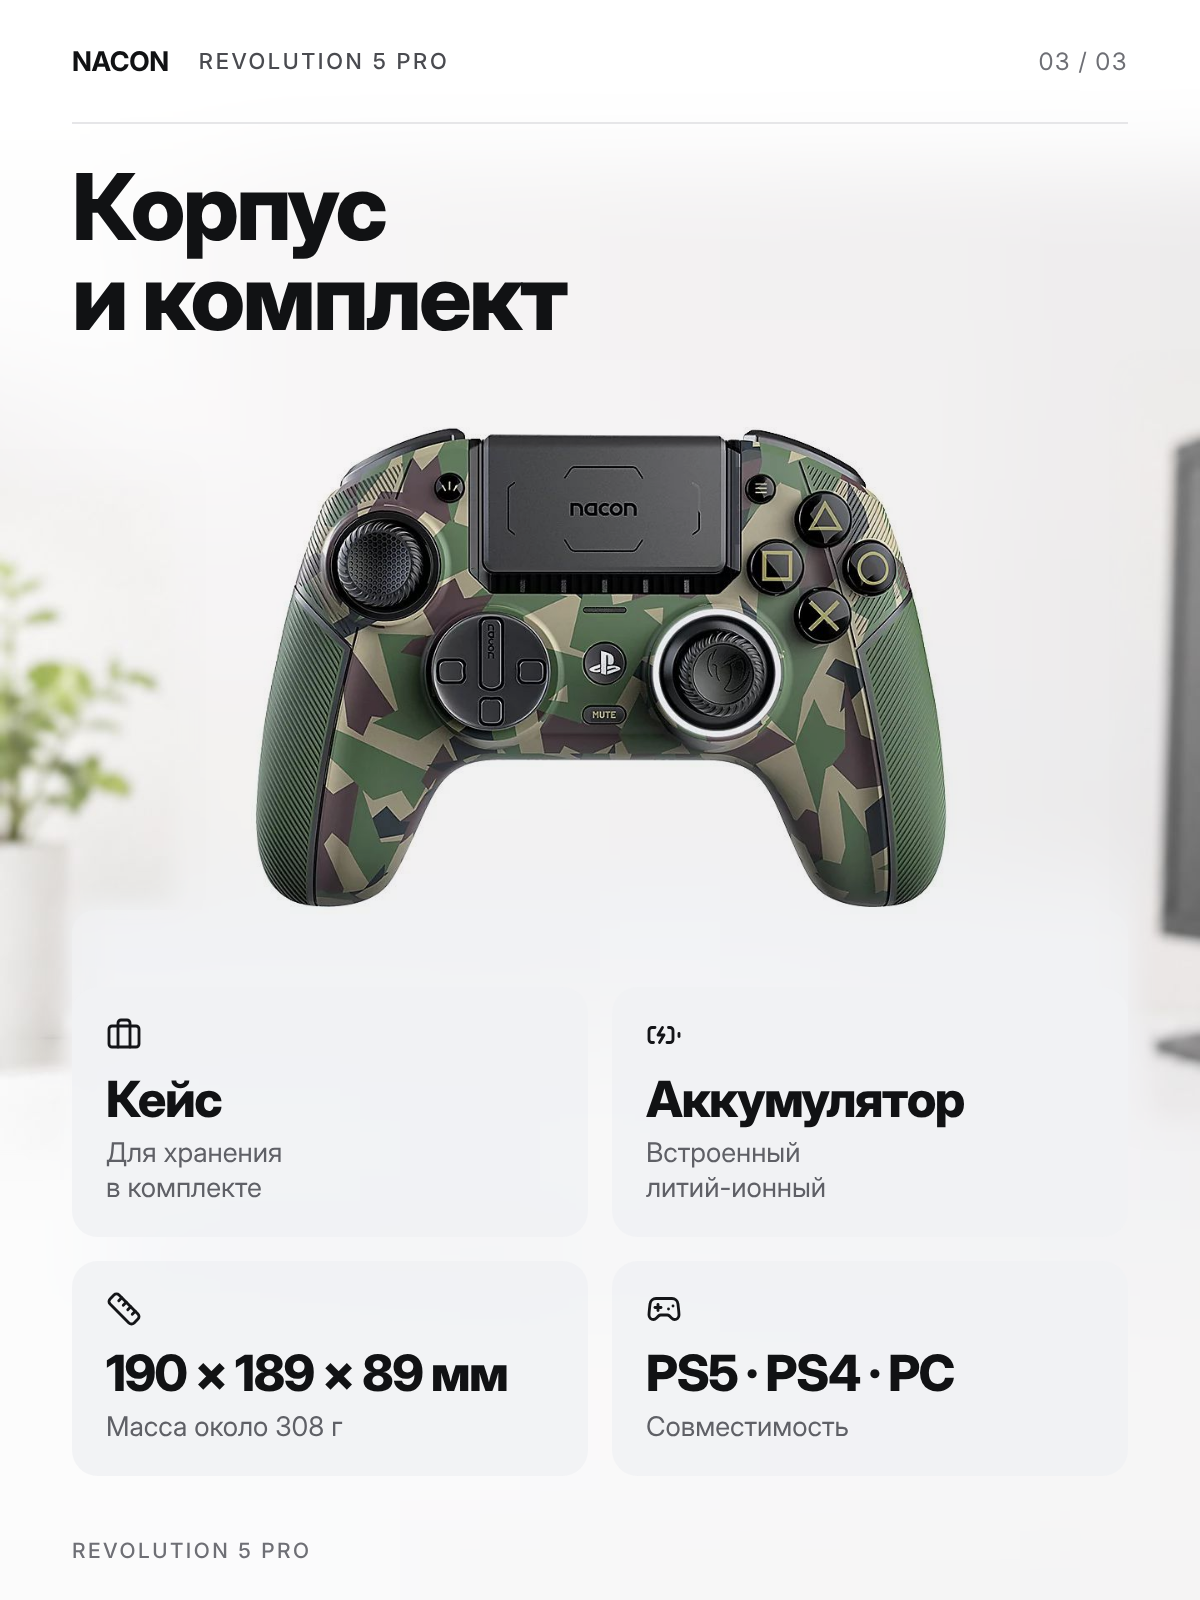 NACON REVOLUTION 5 PRO 03 / 03
Корпус
и комплект
nacon
nacon
MUTE
Кейс
Для хранения
в комплекте
Аккумулятор
Встроенный
литий-ионный
190 × 189 × 89 мм
Масса около 308 г
PS5 · PS4 · PC
Совместимость
REVOLUTION 5 PRO